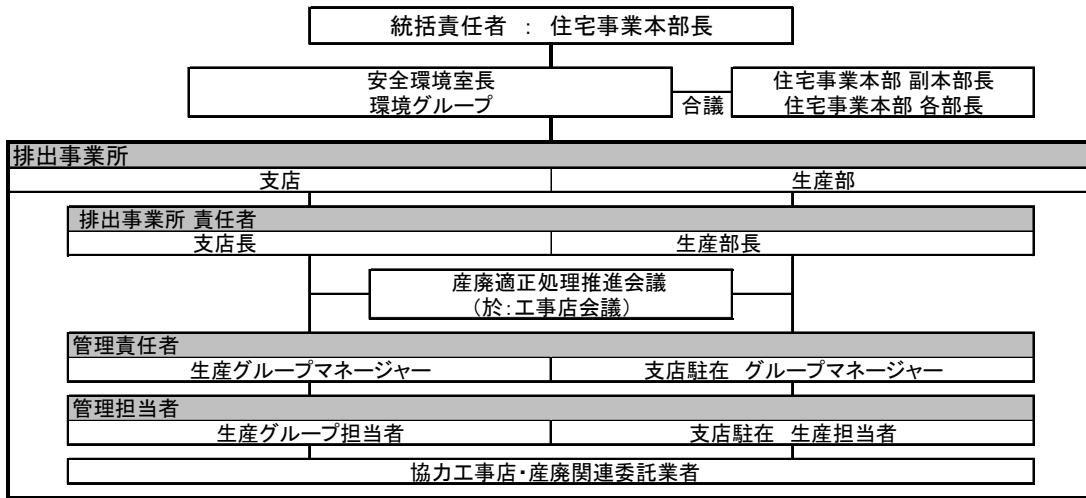 統括責任者 ： 住宅事業本部長
安全環境室長
環境グループ
合議
住宅事業本部 副本部長
住宅事業本部 各部長
排出事業所
支店
生産部
排出事業所 責任者
支店長
生産部長
産廃適正処理推進会議
（於：工事店会議）
管理責任者
生産グループマネージャー
支店駐在 グループマネージャー
管理担当者
生産グループ担当者
支店駐在 生産担当者
協力工事店・産廃関連委託業者